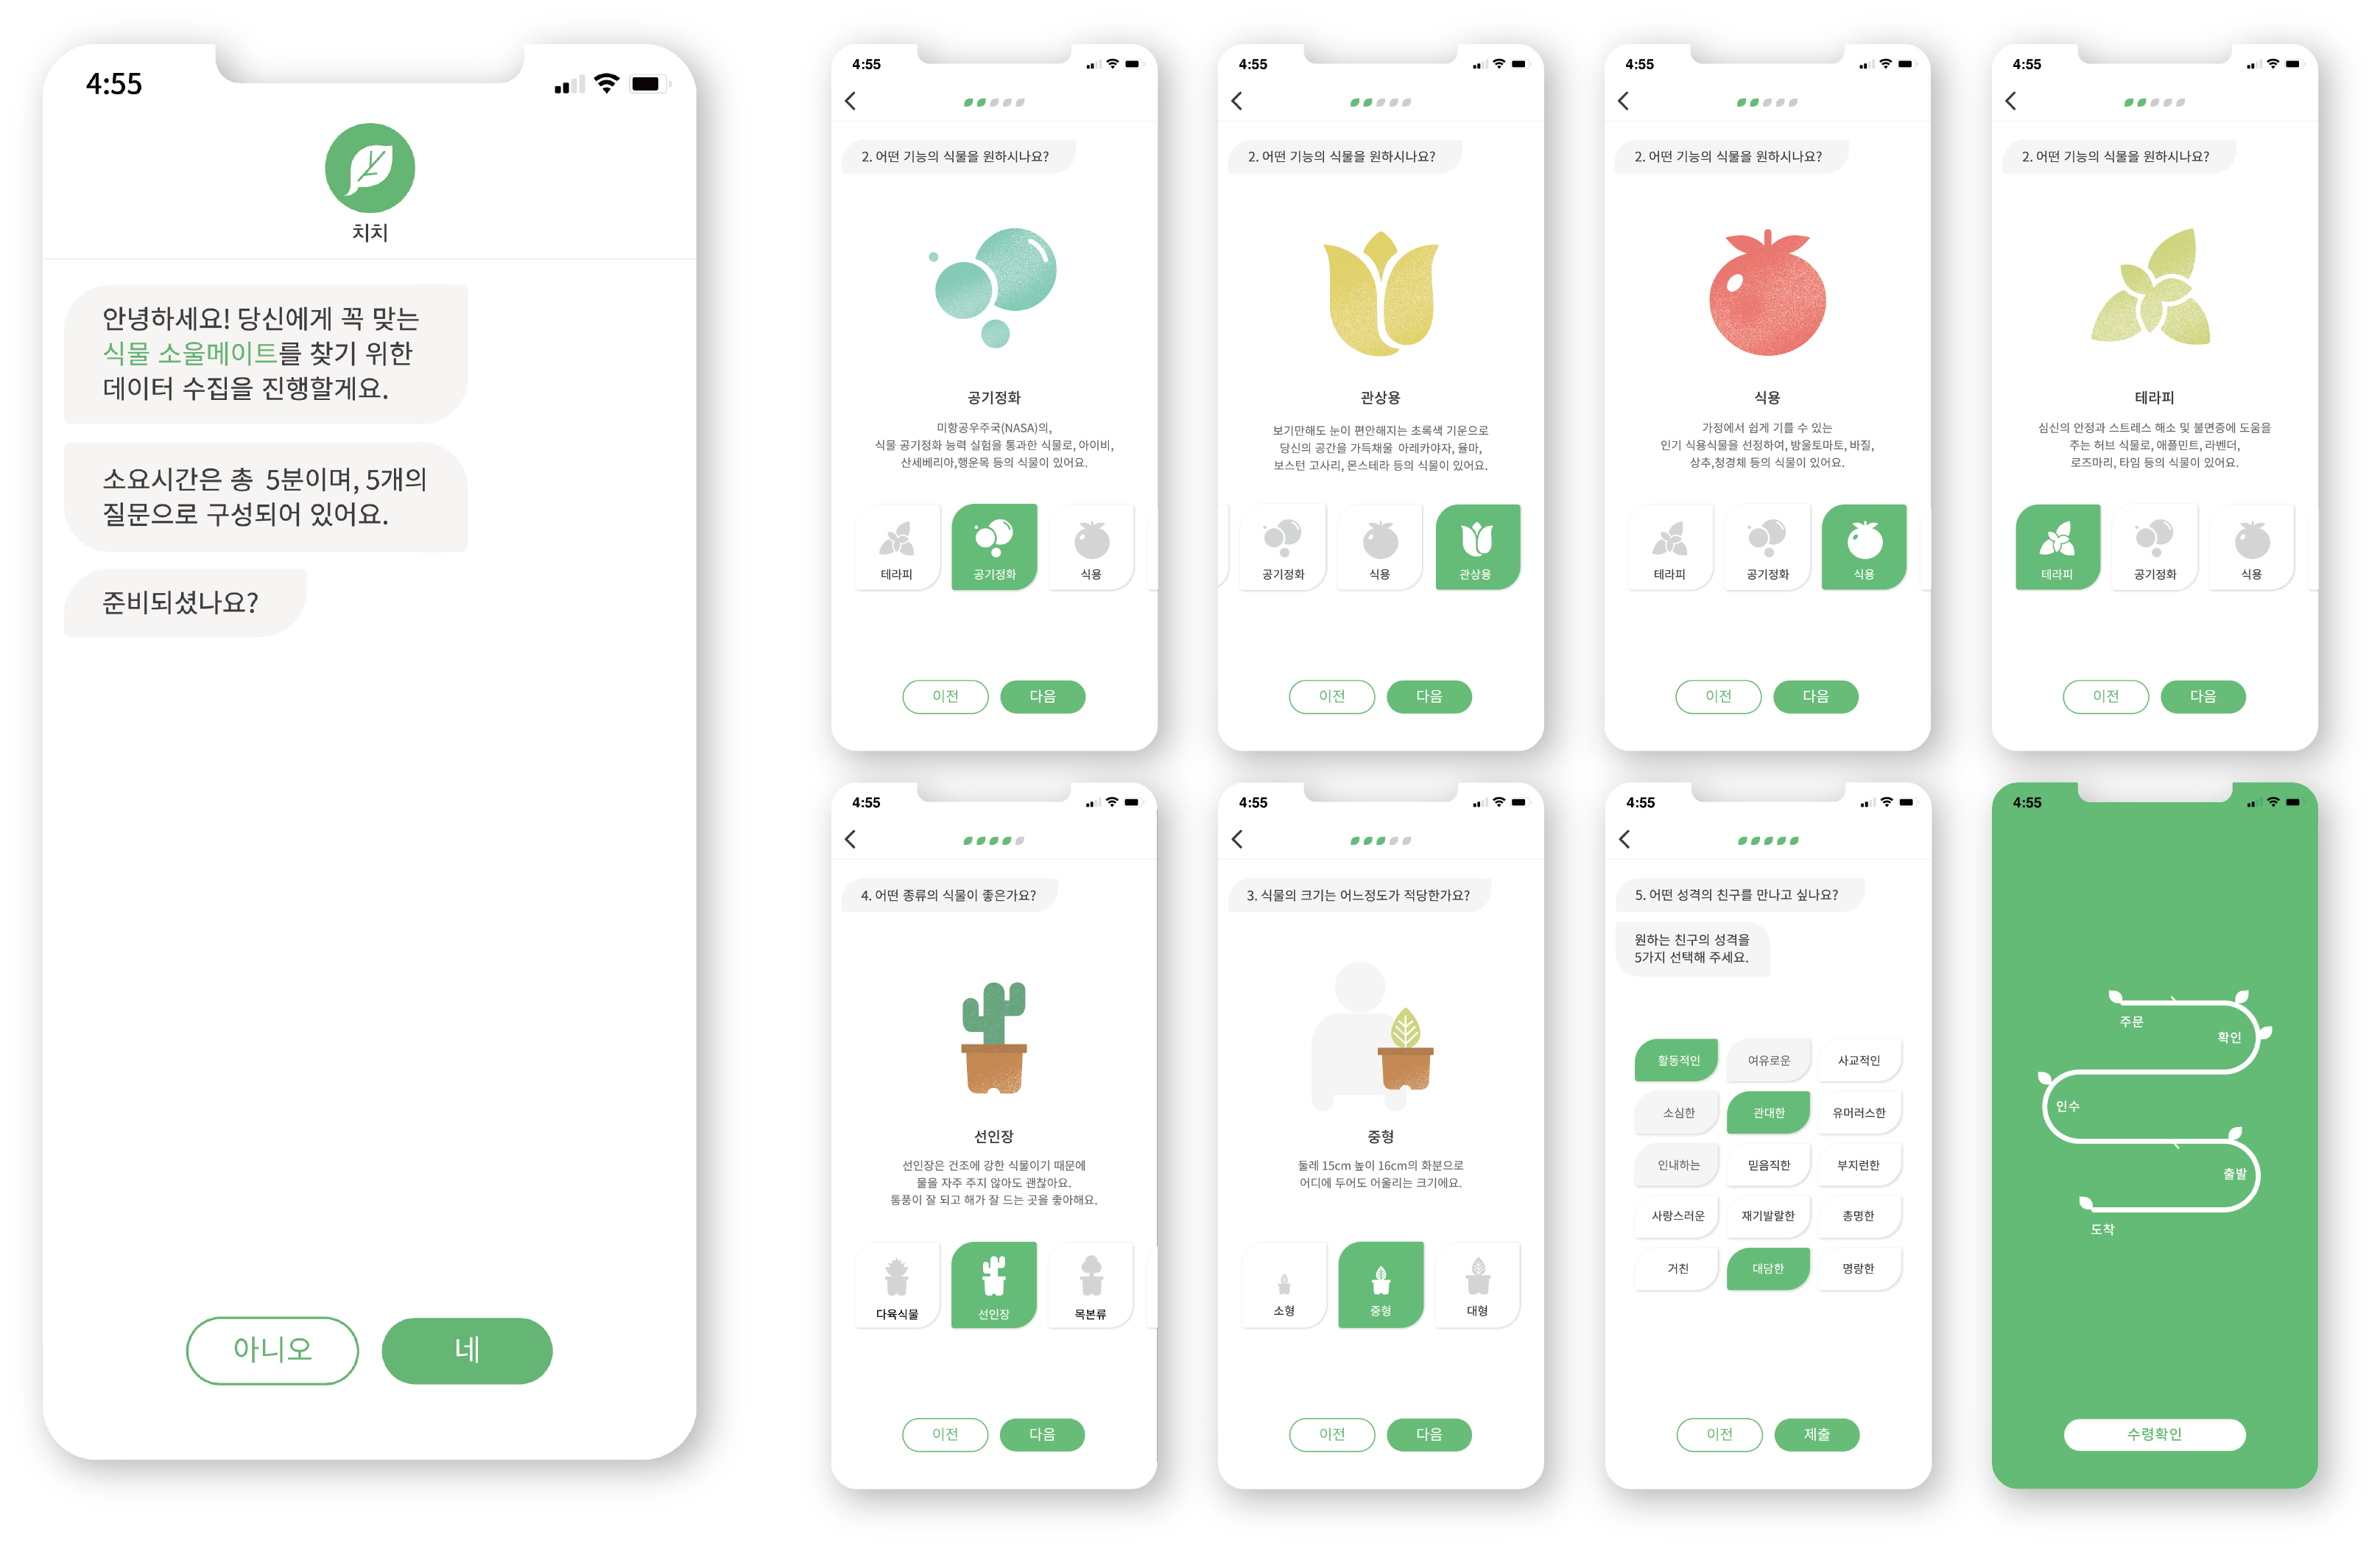 4:55
치치
안녕하세요! 당신에게 꼭 맞는
식물 소울메이트를 찾기 위한
데이터 수집을 진행할게요.
소요시간은 총 5분이며, 5개의
질문으로 구성되어 있어요.
준비되셨나요?
아니오
네
4:55
2. 어떤 기능의 식물을 원하시나요?
공기정화
미항공우주국(NASA)의,
식물 공기정화 능력 실험을 통과한 식물로, 아이비,
산세베리아,행운목 등의 식물이 있어요.
테라피
공기정화
식용
이전
다음
4:55
2. 어떤 기능의 식물을 원하시나요?
관상용
보기만해도 눈이 편안해지는 초록색 기운으로
당신의 공간을 가득채울 아레카야자, 율마,
보스턴 고사리, 몬스테라 등의 식물이 있어요.
공기정화
식용
관상용
이전
다음
4:55
2. 어떤 기능의 식물을 원하시나요?
식용
가정에서 쉽게 기를 수 있는
인기 식용식물을 선정하여, 방울토마토, 바질,
상추,청경체 등의 식물이 있어요.
테라피
공기정화
식용
이전
다음
4:55
2. 어떤 기능의 식물을 원하시나요?
테라피
심신의 안정과 스트레스 해소 및 불면증에 도움을
주는 허브 식물로, 애플민트, 라벤더,
로즈마리, 타임 등의 식물이 있어요.
테라피
공기정화
식용
이전
다음
4:55
4. 어떤 종류의 식물이 좋은가요?
선인장
선인장은 건조에 강한 식물이기 때문에
물을 자주 주지 않아도 괜찮아요.
통풍이 잘 되고 해가 잘 드는 곳을 좋아해요.
다육식물
선인장
목본류
이전
다음
4:55
3. 식물의 크기는 어느정도가 적당한가요?
중형
둘레 15cm 높이 16cm의 화분으로
어디에 두어도 어울리는 크기에요.
소형
중형
대형
이전
다음
4:55
5. 어떤 성격의 친구를 만나고 싶나요?
원하는 친구의 성격을
5가지 선택해 주세요.
활동적인
여유로운
사교적인
소심한
관대한
유머러스한
인내하는
믿음직한
부지런한
사랑스러운
재기발랄한
총명한
거친
대담한
명랑한
이전
제출
4:55
주문
확인
인수
출발
도착
수령확인